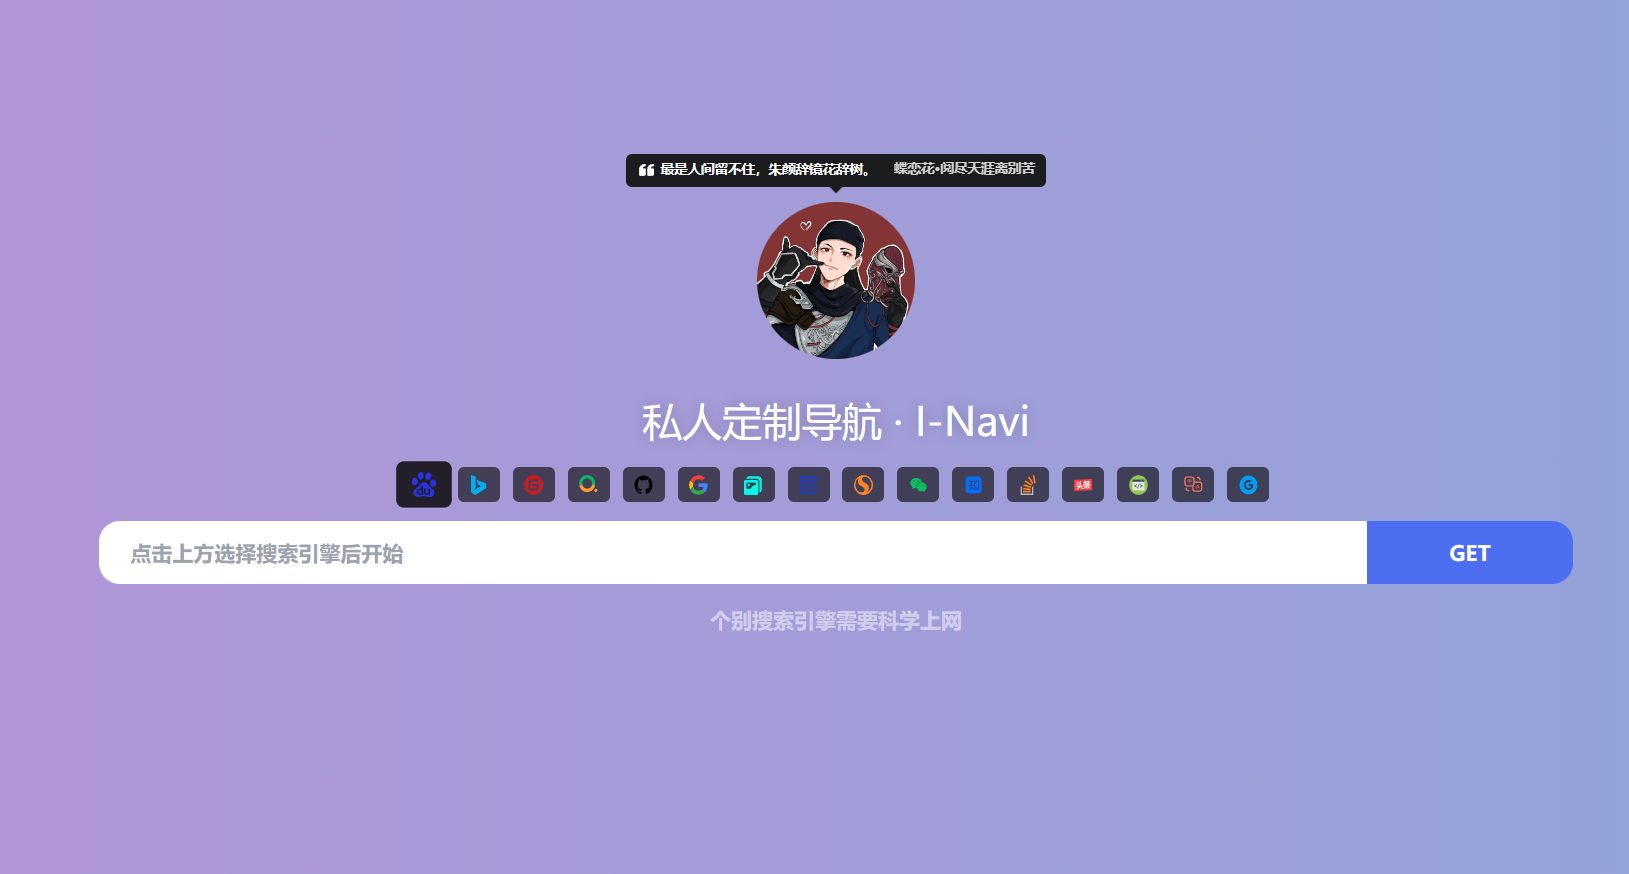 最是人间留不住，朱颜辞镜花辞树。 蝶恋花•阅尽天涯离别苦
私人定制导航 · I-Navi
du 头条
点击上方选择搜索引擎后开始 GET
个别搜索引擎需要科学上网